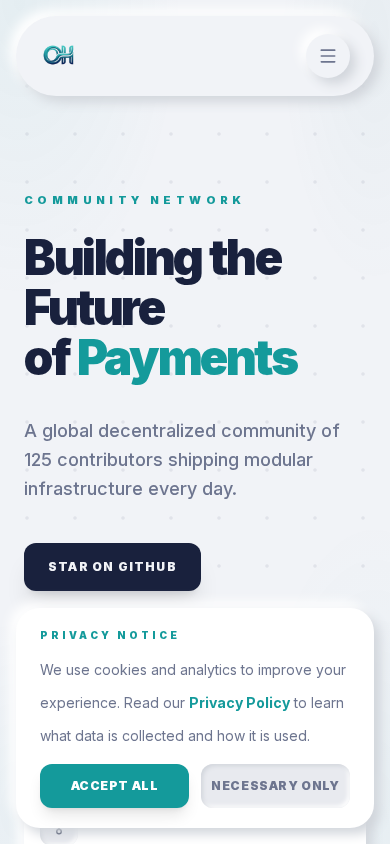 OH
COMMUNITY NETWORK
Building the
Future
of Payments
A global decentralized community of
125 contributors shipping modular
infrastructure every day.
STAR ON GITHUB
PRIVACY NOTICE
We use cookies and analytics to improve your
experience. Read our Privacy Policy to learn
what data is collected and how it is used.
ACCEPT ALL
NECESSARY ONLY